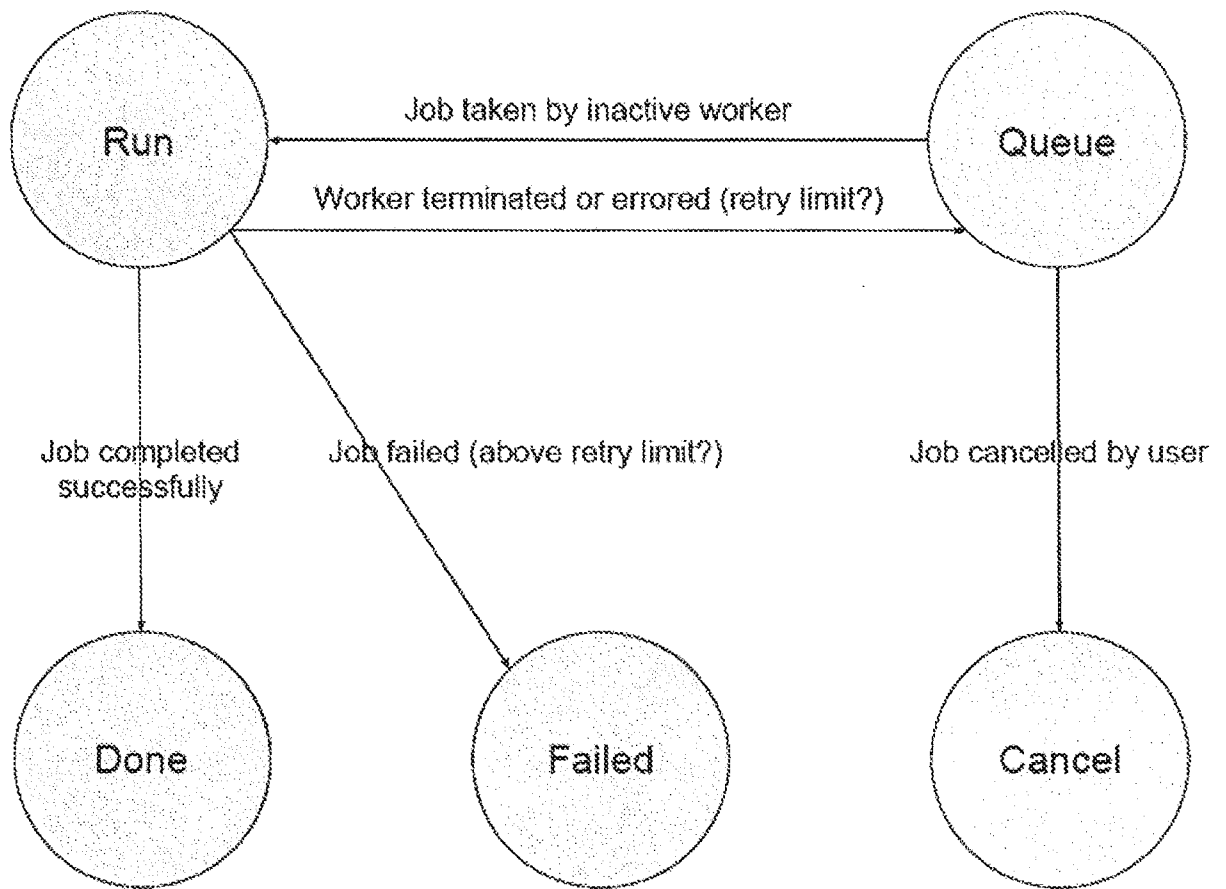 Run
Job taken by inactive worker
Queue
Worker terminated or errored (retry limit?)
Job completed
successfully
Job failed (above retry limit?)
Job cancelled by user
Done
Failed
Cancel